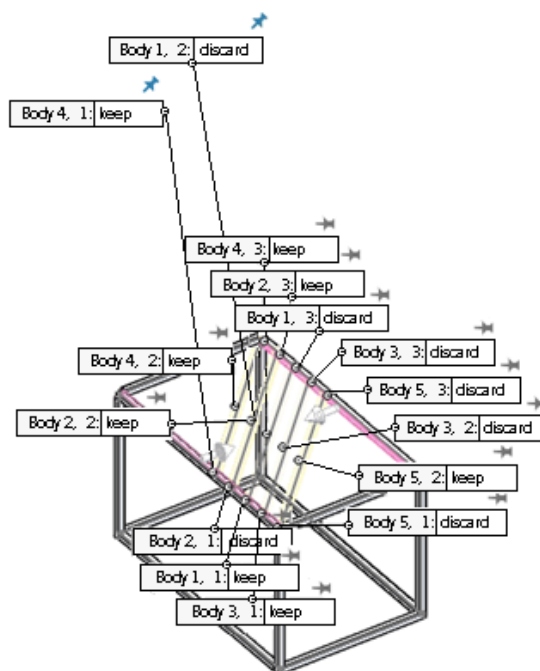 Body 1, 2: discard
Body 4, 1: keep
Body 4, 3: keep
Body 2, 3: keep
Body 1, 3: discard
Body 3, 3: discard
Body 4, 2: keep
Body 5, 3: discard
Body 2, 2: keep
Body 3, 2: discard
Body 5, 2: keep
Body 5, 1: discard
Body 2, 1: discard
Body 1, 1: keep
Body 3, 1: keep